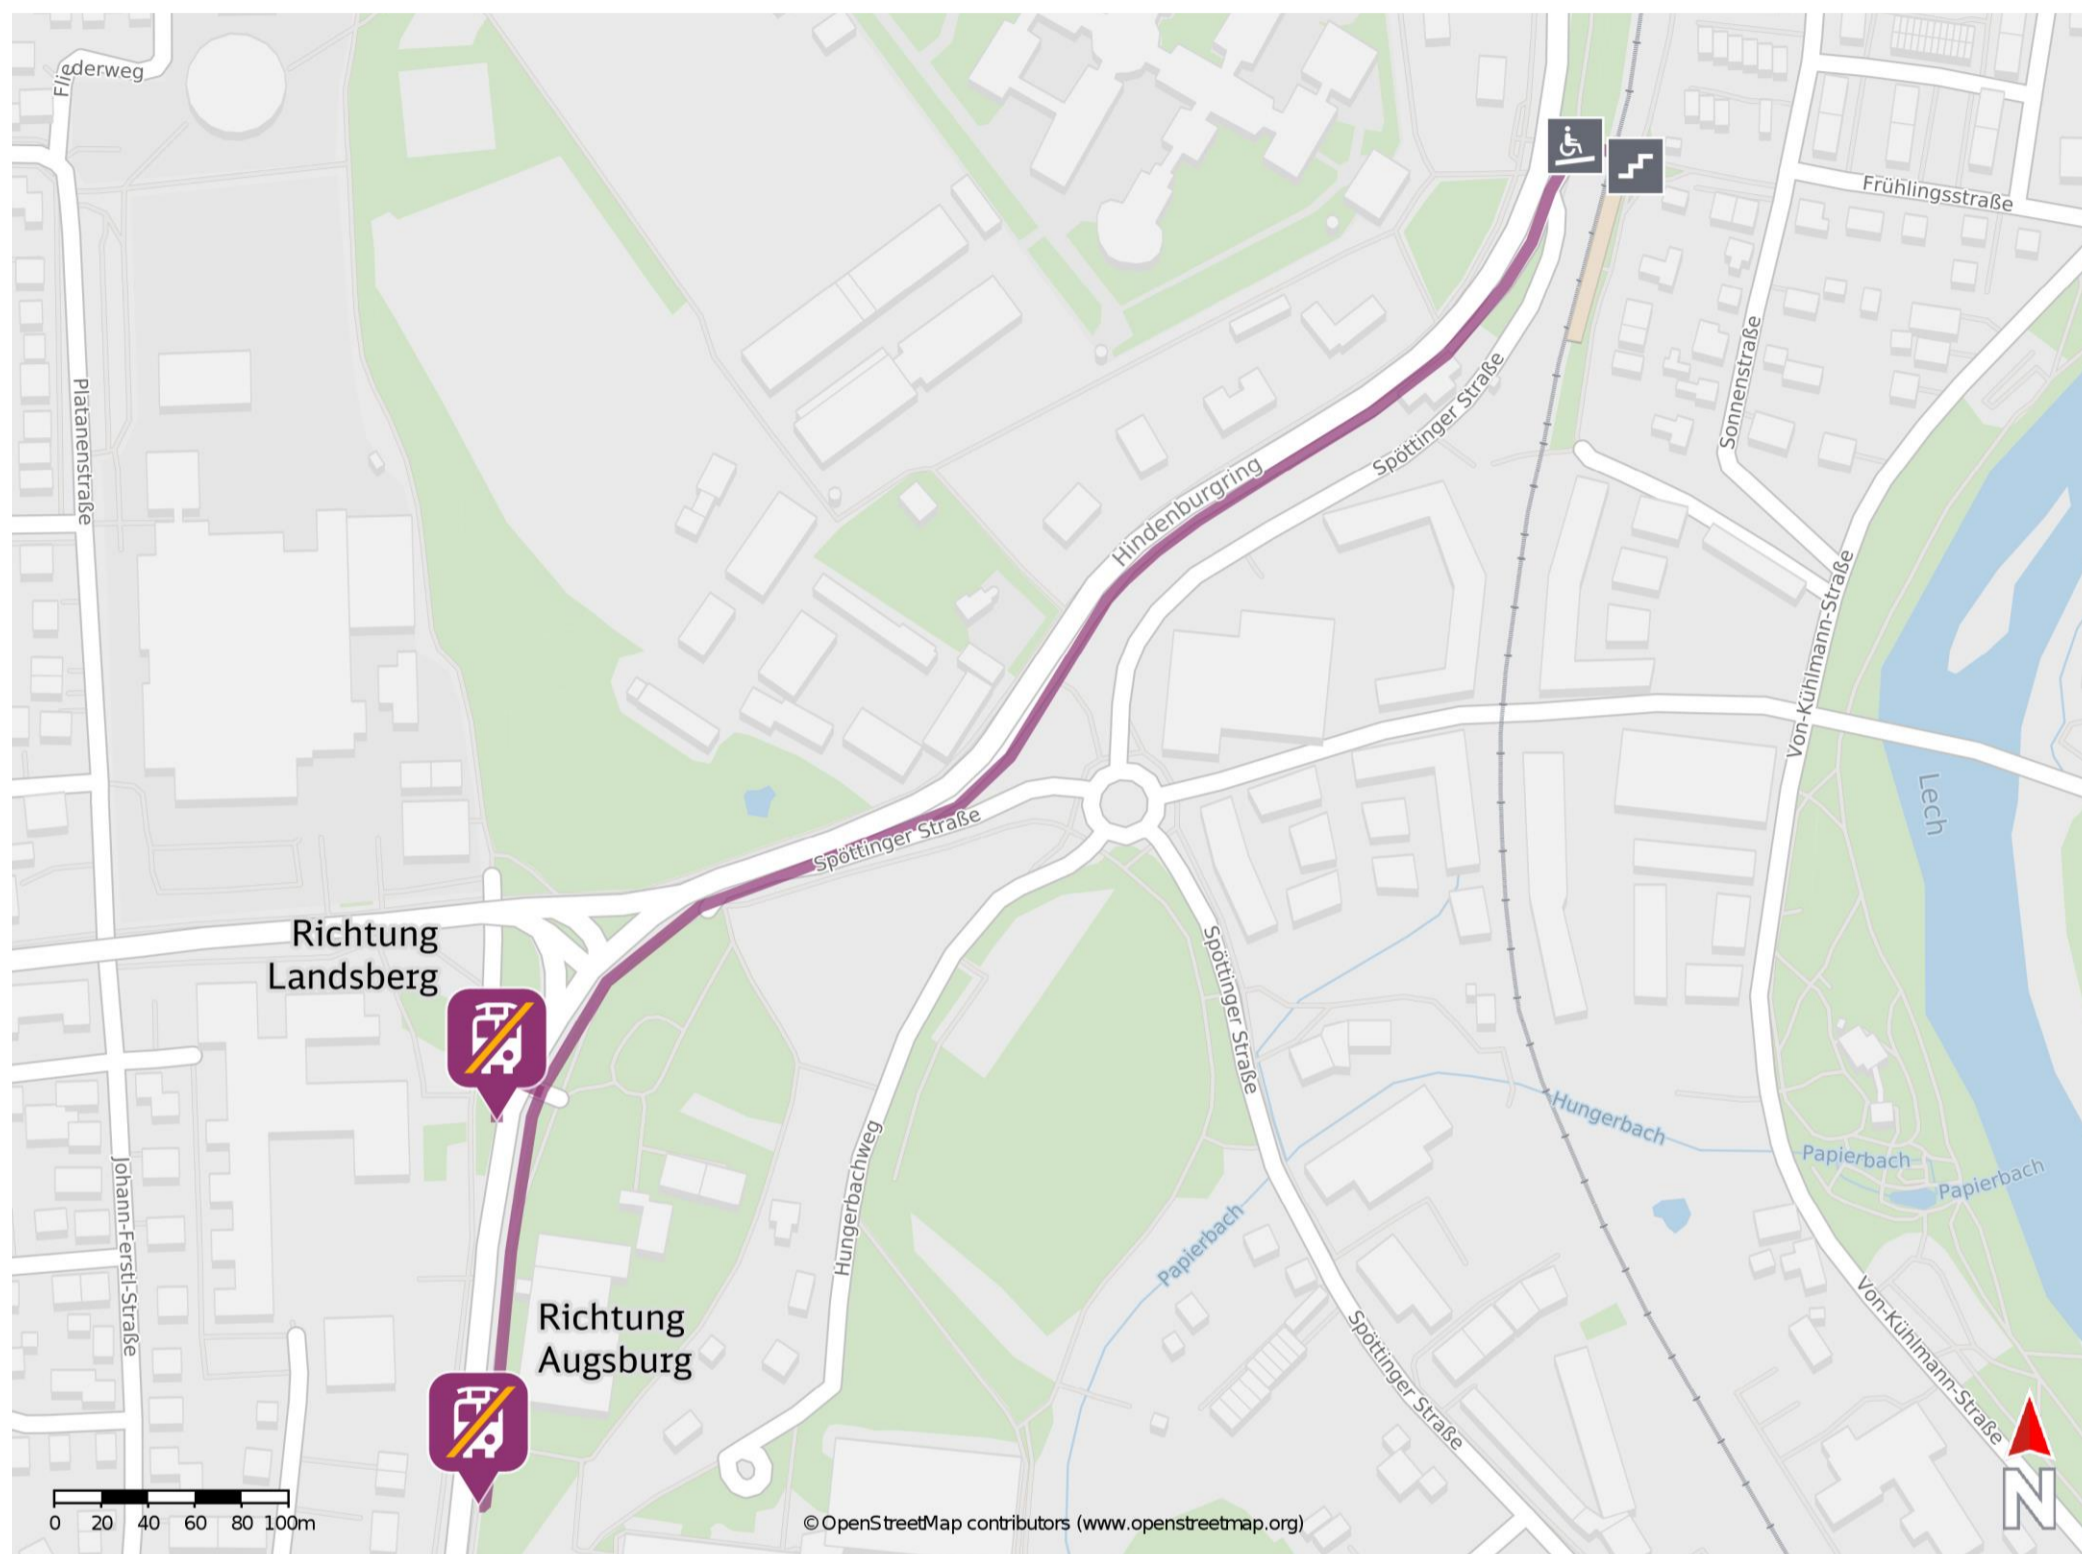 Fliederweg
Frühlingsstraße
Platanenstraße
Sonnenstraße
Spöttinger Straße
Hindenburgring
Von-Kühlmann-Straße
Lech
Spöttinger Straße
Richtung
Landsberg
Spöttinger Straße
Hungerbach
Hungerbachweg
Papierbach
Papierbach
Papierbach
Johann-Ferstl-Straße
Richtung
Augsburg
Spöttinger Straße
Von-Kühlmann-Straße
N
0 20 40 60 80 100m
© OpenStreetMap contributors (www.openstreetmap.org)